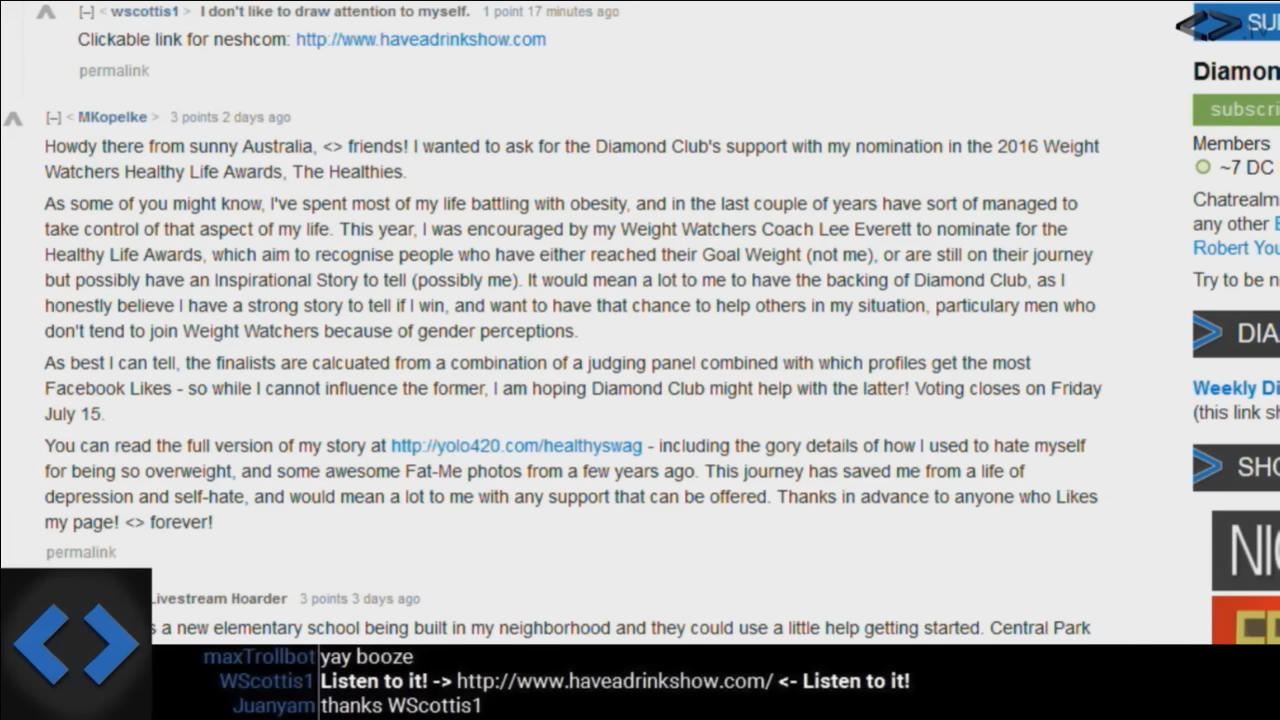 [–] < wscottis1 > I don't like to draw attention to myself. 1 point 17 minutes ago
Clickable link for neshcom: http://www.haveadrinkshow.com
permalink
[–] < MKopelke > 3 points 2 days ago
Howdy there from sunny Australia, <> friends! I wanted to ask for the Diamond Club's support with my nomination in the 2016 Weight
Watchers Healthy Life Awards, The Healthies.
As some of you might know, I've spent most of my life battling with obesity, and in the last couple of years have sort of managed to
take control of that aspect of my life. This year, I was encouraged by my Weight Watchers Coach Lee Everett to nominate for the
Healthy Life Awards, which aim to recognise people who have either reached their Goal Weight (not me), or are still on their journey
but possibly have an Inspirational Story to tell (possibly me). It would mean a lot to me to have the backing of Diamond Club, as I
honestly believe I have a strong story to tell if I win, and want to have that chance to help others in my situation, particulary men who
don't tend to join Weight Watchers because of gender perceptions.
As best I can tell, the finalists are calcuated from a combination of a judging panel combined with which profiles get the most
Facebook Likes - so while I cannot influence the former, I am hoping Diamond Club might help with the latter! Voting closes on Friday
July 15.
You can read the full version of my story at http://yolo420.com/healthyswag - including the gory details of how I used to hate myself
for being so overweight, and some awesome Fat-Me photos from a few years ago. This journey has saved me from a life of
depression and self-hate, and would mean a lot to me with any support that can be offered. Thanks in advance to anyone who Likes
my page! <> forever!
permalink
Livestream Hoarder 3 points 3 days ago
s a new elementary school being built in my neighborhood and they could use a little help getting started. Central Park
maxTrollbot yay booze
WScottis1 Listen to it! -> http://www.haveadrinkshow.com/ <- Listen to it!
Juanyam thanks WScottis1
SU
Diamon
subscri
Members
~7 DC
Chatrealm
any other
Robert You
Try to be n
DIA
Weekly Di
(this link sh
SHO
NI